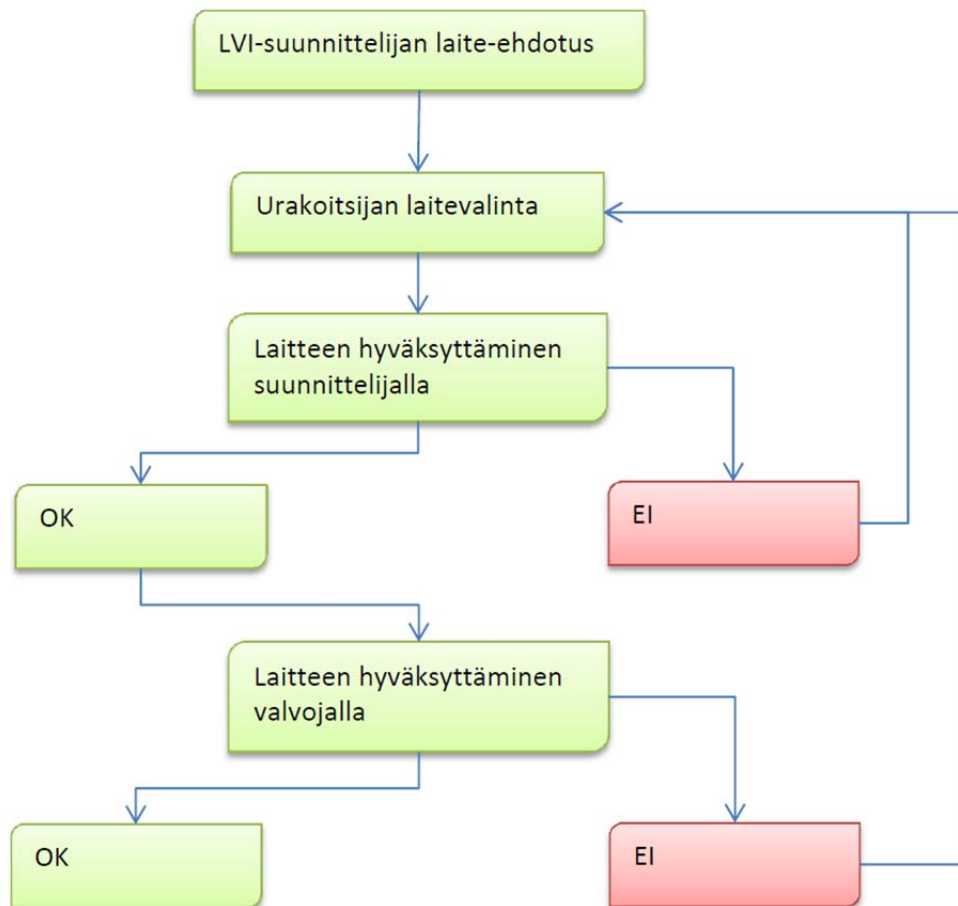 LVI-suunnittelijan laite-ehdotus
Urakoitsijan laitevalinta
Laitteen hyväksyttäminen
suunnittelijalla
OK
EI
Laitteen hyväksyttäminen
valvojalla
OK
EI